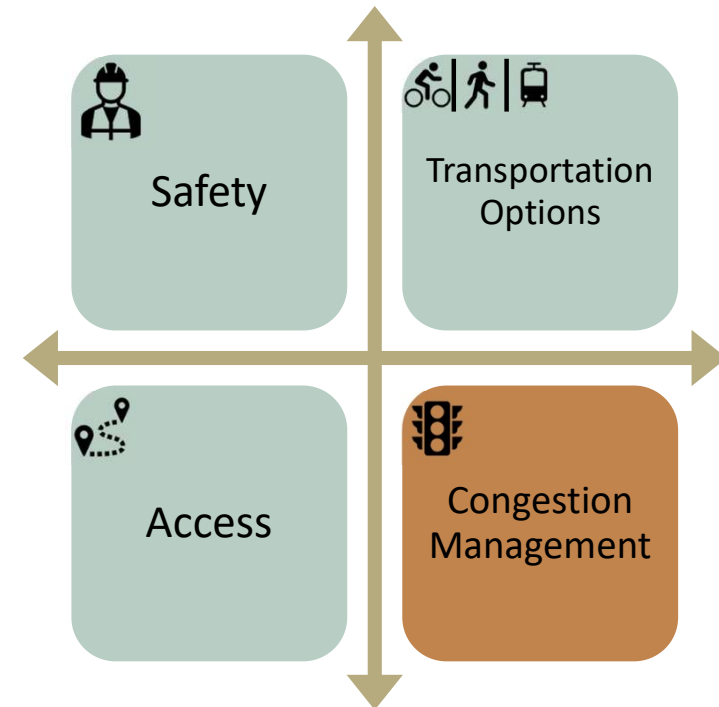 Safety
Transportation
Options
Access
Congestion
Management